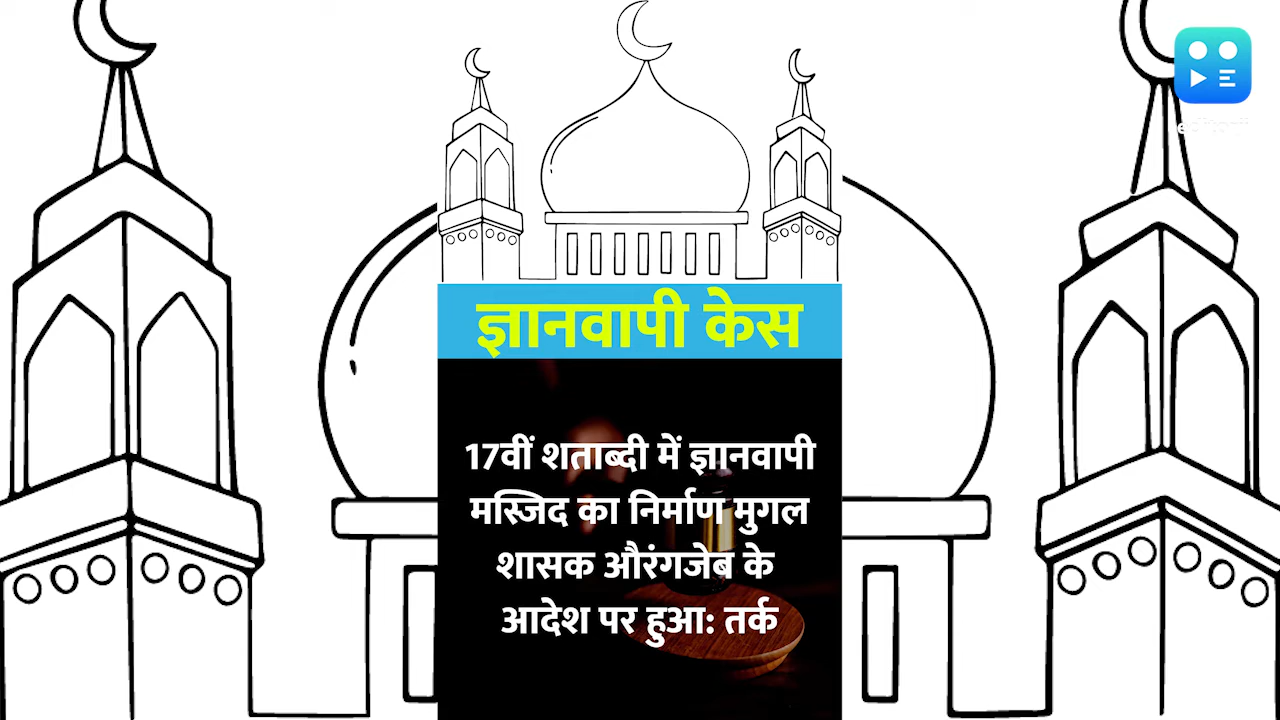 ज्ञानवापी केस
17वीं शताब्दी में ज्ञानवापी
मस्जिद का निर्माण मुगल
शासक औरंगजेब के
आदेश पर हुआ: तर्क